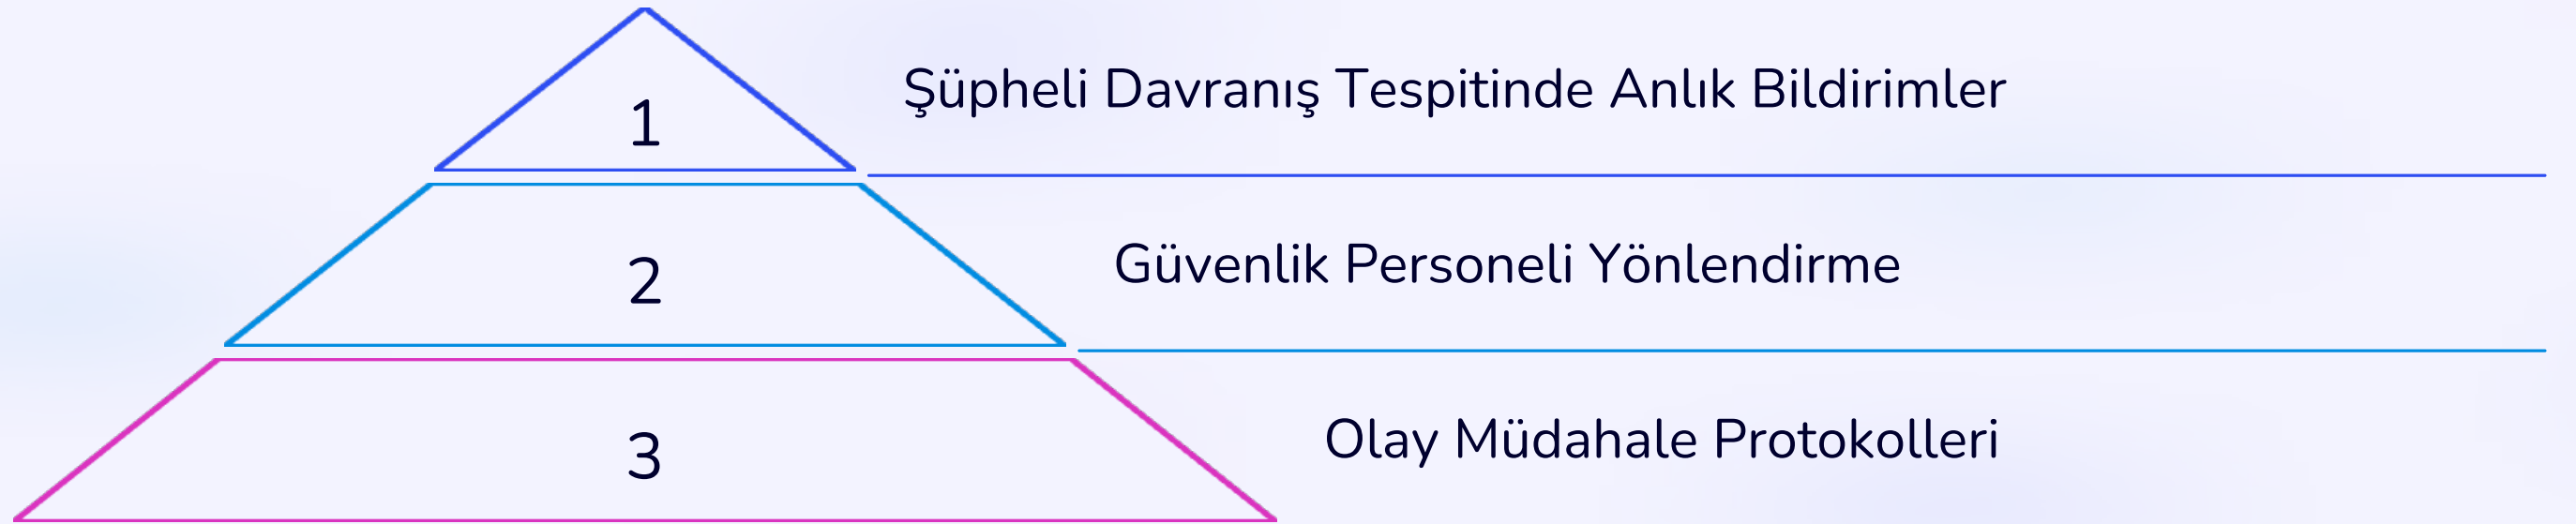 1
Şüpheli Davranış Tespitinde Anlık Bildirimler
2
Güvenlik Personeli Yönlendirme
3
Olay Müdahale Protokolleri